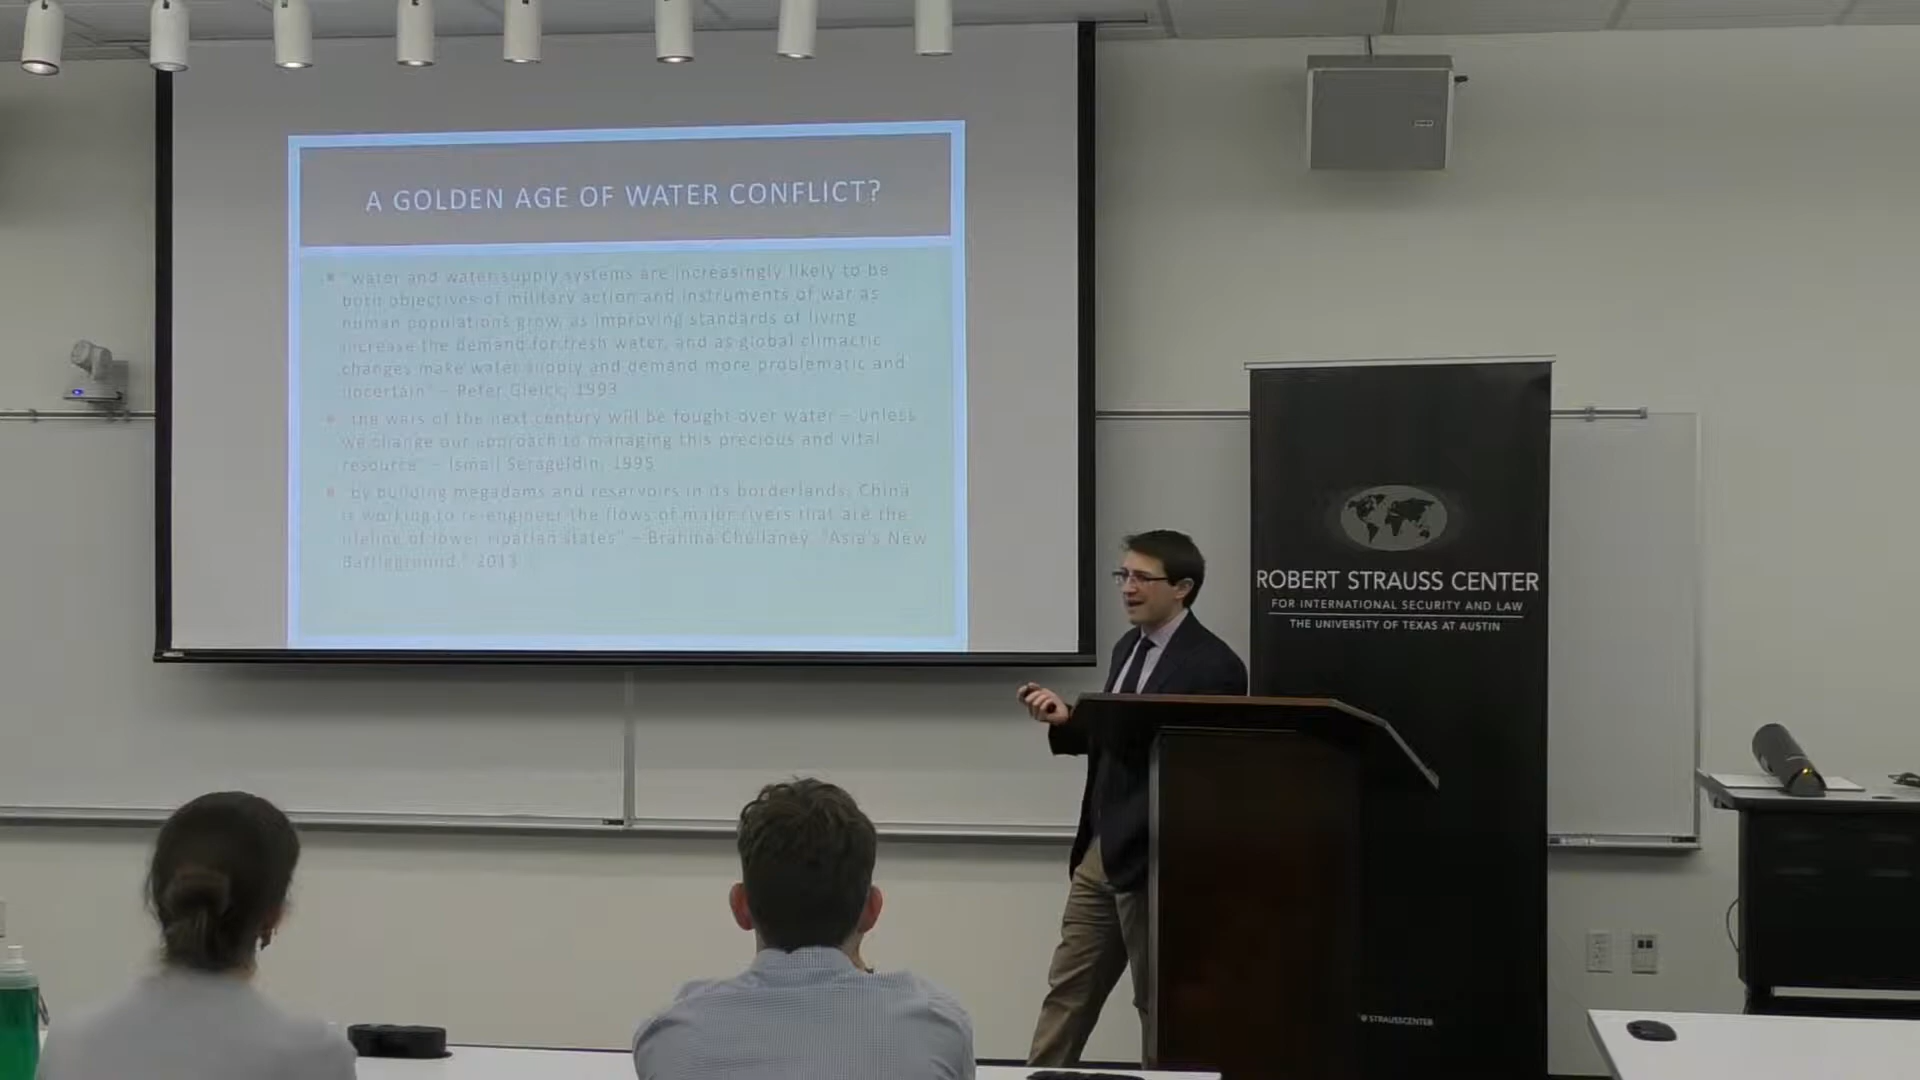 A GOLDEN AGE OF WATER CONFLICT?
"water and water supply systems are increasingly likely to be
both objectives of military action and instruments of war as
human populations grow, as improving standards of living
increase the demand for fresh water, and as global climactic
changes make water supply and demand more problematic and
uncertain" – Peter Gleick, 1993
"the wars of the next century will be fought over water – unless
we change our approach to managing this precious and vital
resource" – Ismail Serageldin, 1995
"by building megadams and reservoirs in its borderlands, China
is working to re-engineer the flows of major rivers that are the
lifeline of lower riparian states" – Brahma Chellaney, "Asia's New
Battleground," 2013
ROBERT STRAUSS CENTER
FOR INTERNATIONAL SECURITY AND LAW
THE UNIVERSITY OF TEXAS AT AUSTIN
@STRAUSSCENTER